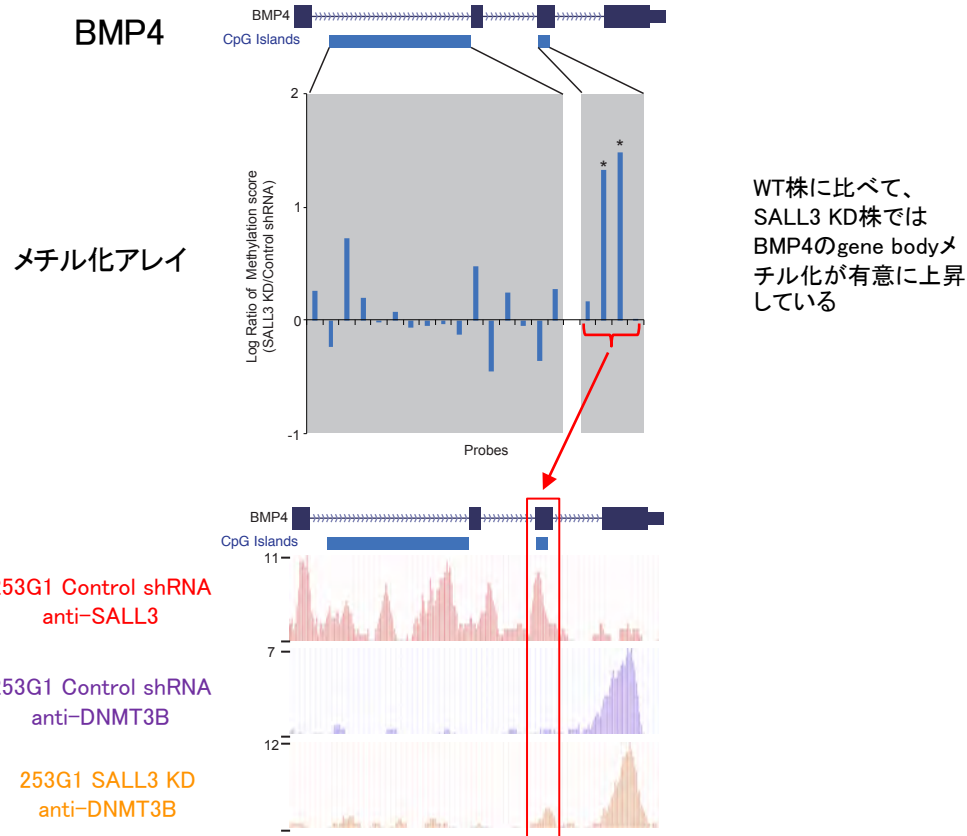 BMP4
BMP4
CpG Islands
2
1
0
-1
Log Ratio of Methylation score
(SALL3 KD/Control shRNA)
*
*
Probes
メチル化アレイ
WT株に比べて、
SALL3 KD株では
BMP4のgene bodyメ
チル化が有意に上昇
している
BMP4
CpG Islands
11
253G1 Control shRNA
anti-SALL3
7
253G1 Control shRNA
anti-DNMT3B
12
253G1 SALL3 KD
anti-DNMT3B